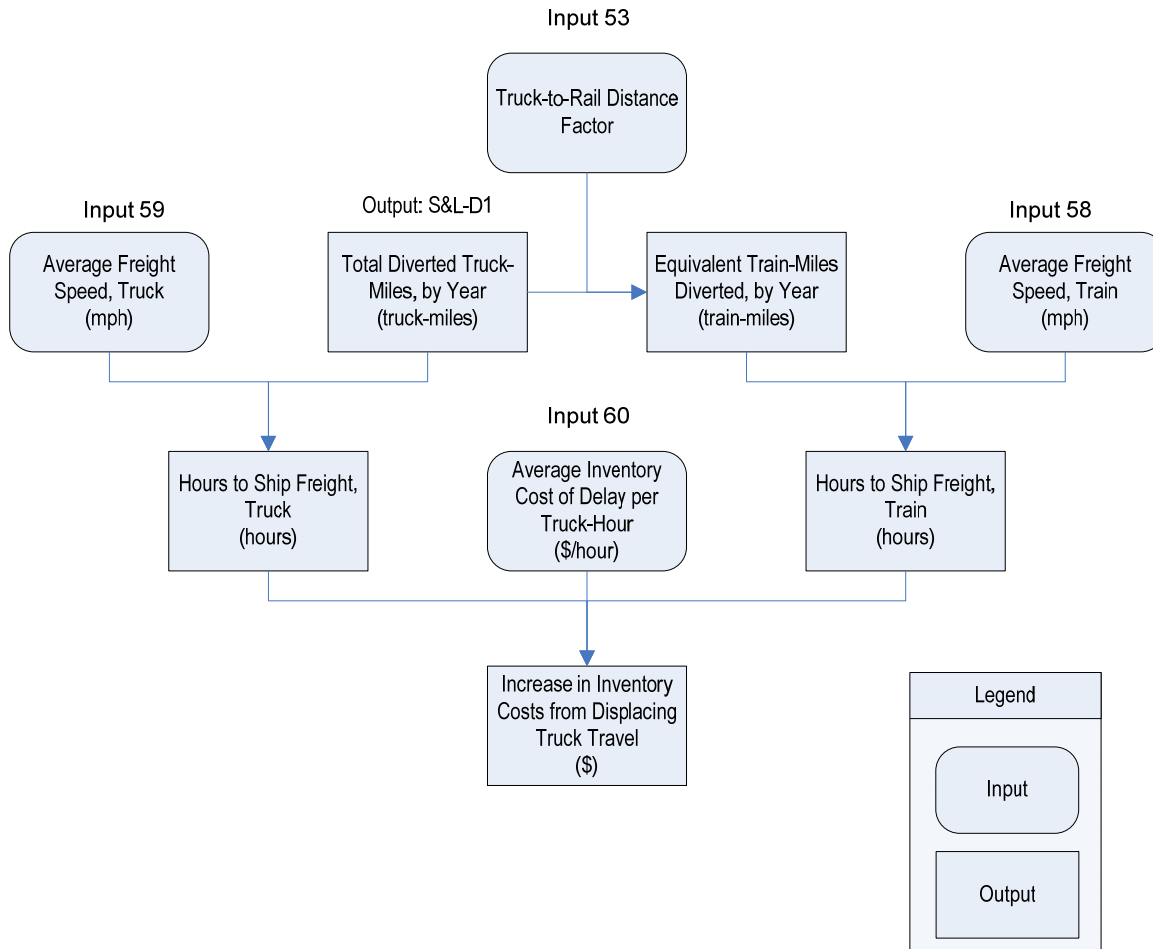 Input 53
Truck-to-Rail Distance
Factor
Input 59
Output: S&L-D1
Input 58
Average Freight
Speed, Truck
(mph)
Total Diverted Truck-
Miles, by Year
(truck-miles)
Equivalent Train-Miles
Diverted, by Year
(train-miles)
Average Freight
Speed, Train
(mph)
Input 60
Hours to Ship Freight,
Truck
(hours)
Average Inventory
Cost of Delay per
Truck-Hour
($/hour)
Hours to Ship Freight,
Train
(hours)
Increase in Inventory
Costs from Displacing
Truck Travel
($)
Legend
Input
Output